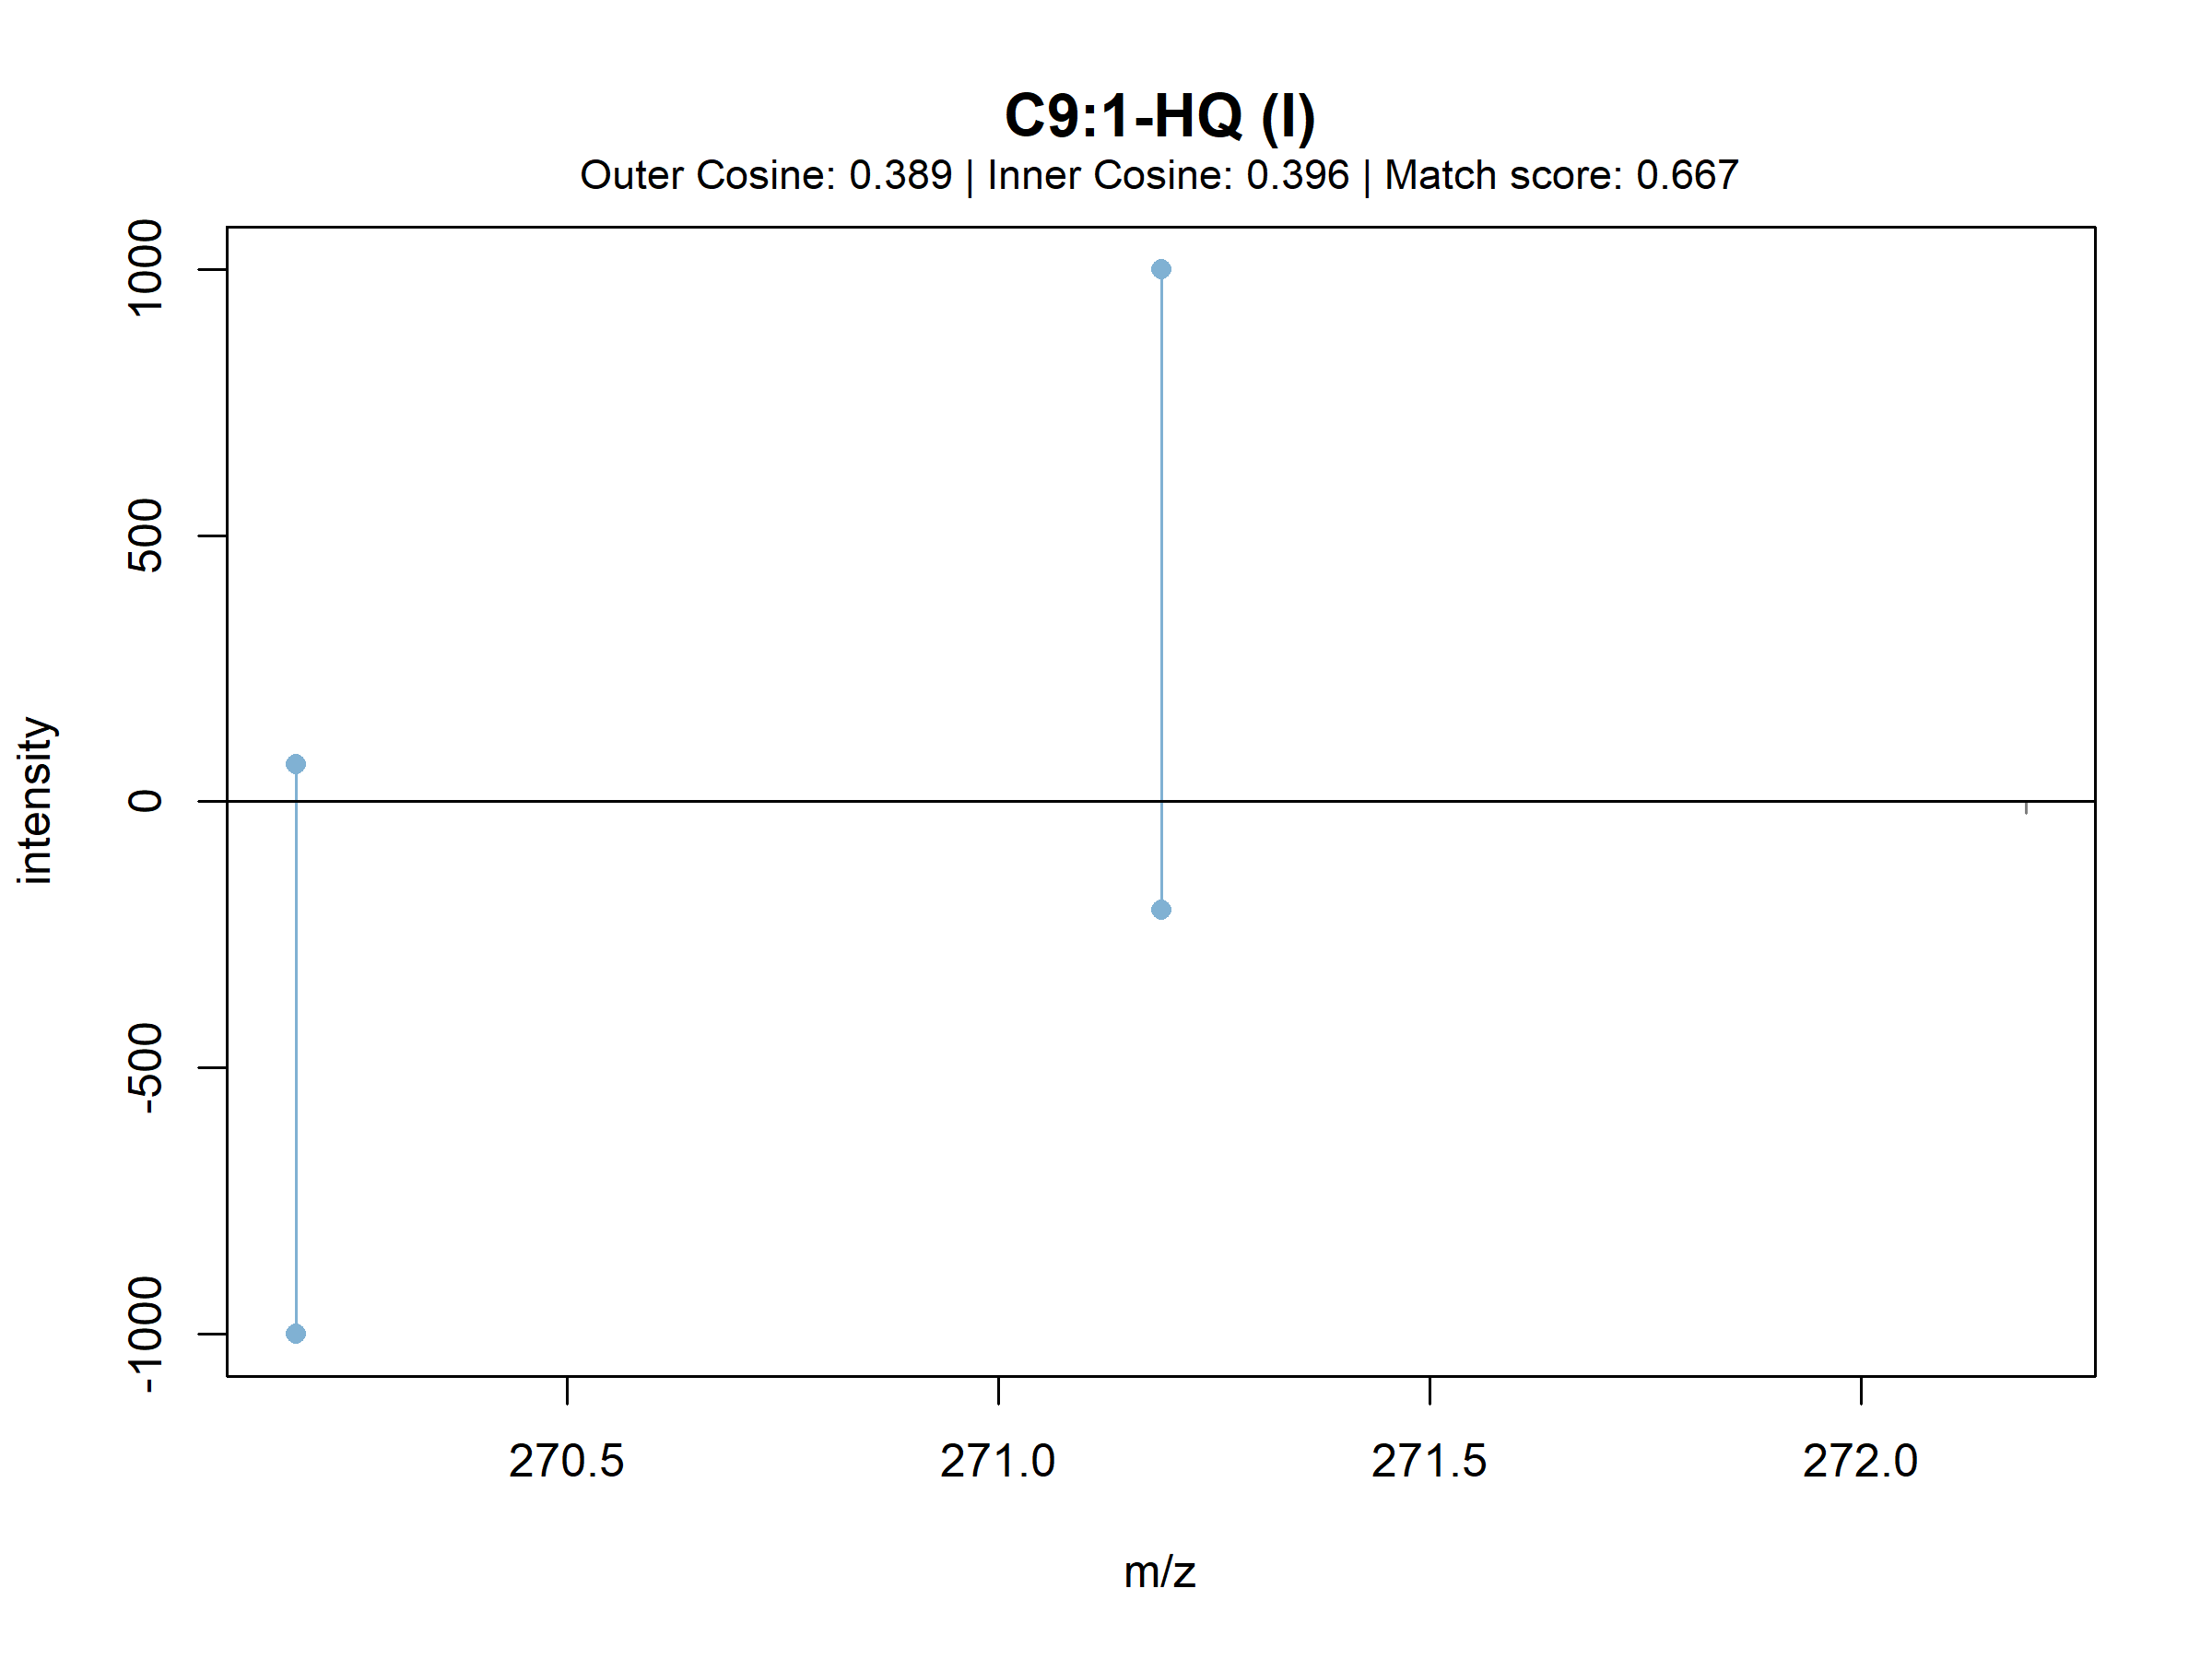 C9:1-HQ (I)
Outer Cosine: 0.389 | Inner Cosine: 0.396 | Match score: 0.667
1000
500
0
-500
-1000
intensity
270.5 271.0 271.5 272.0
m/z